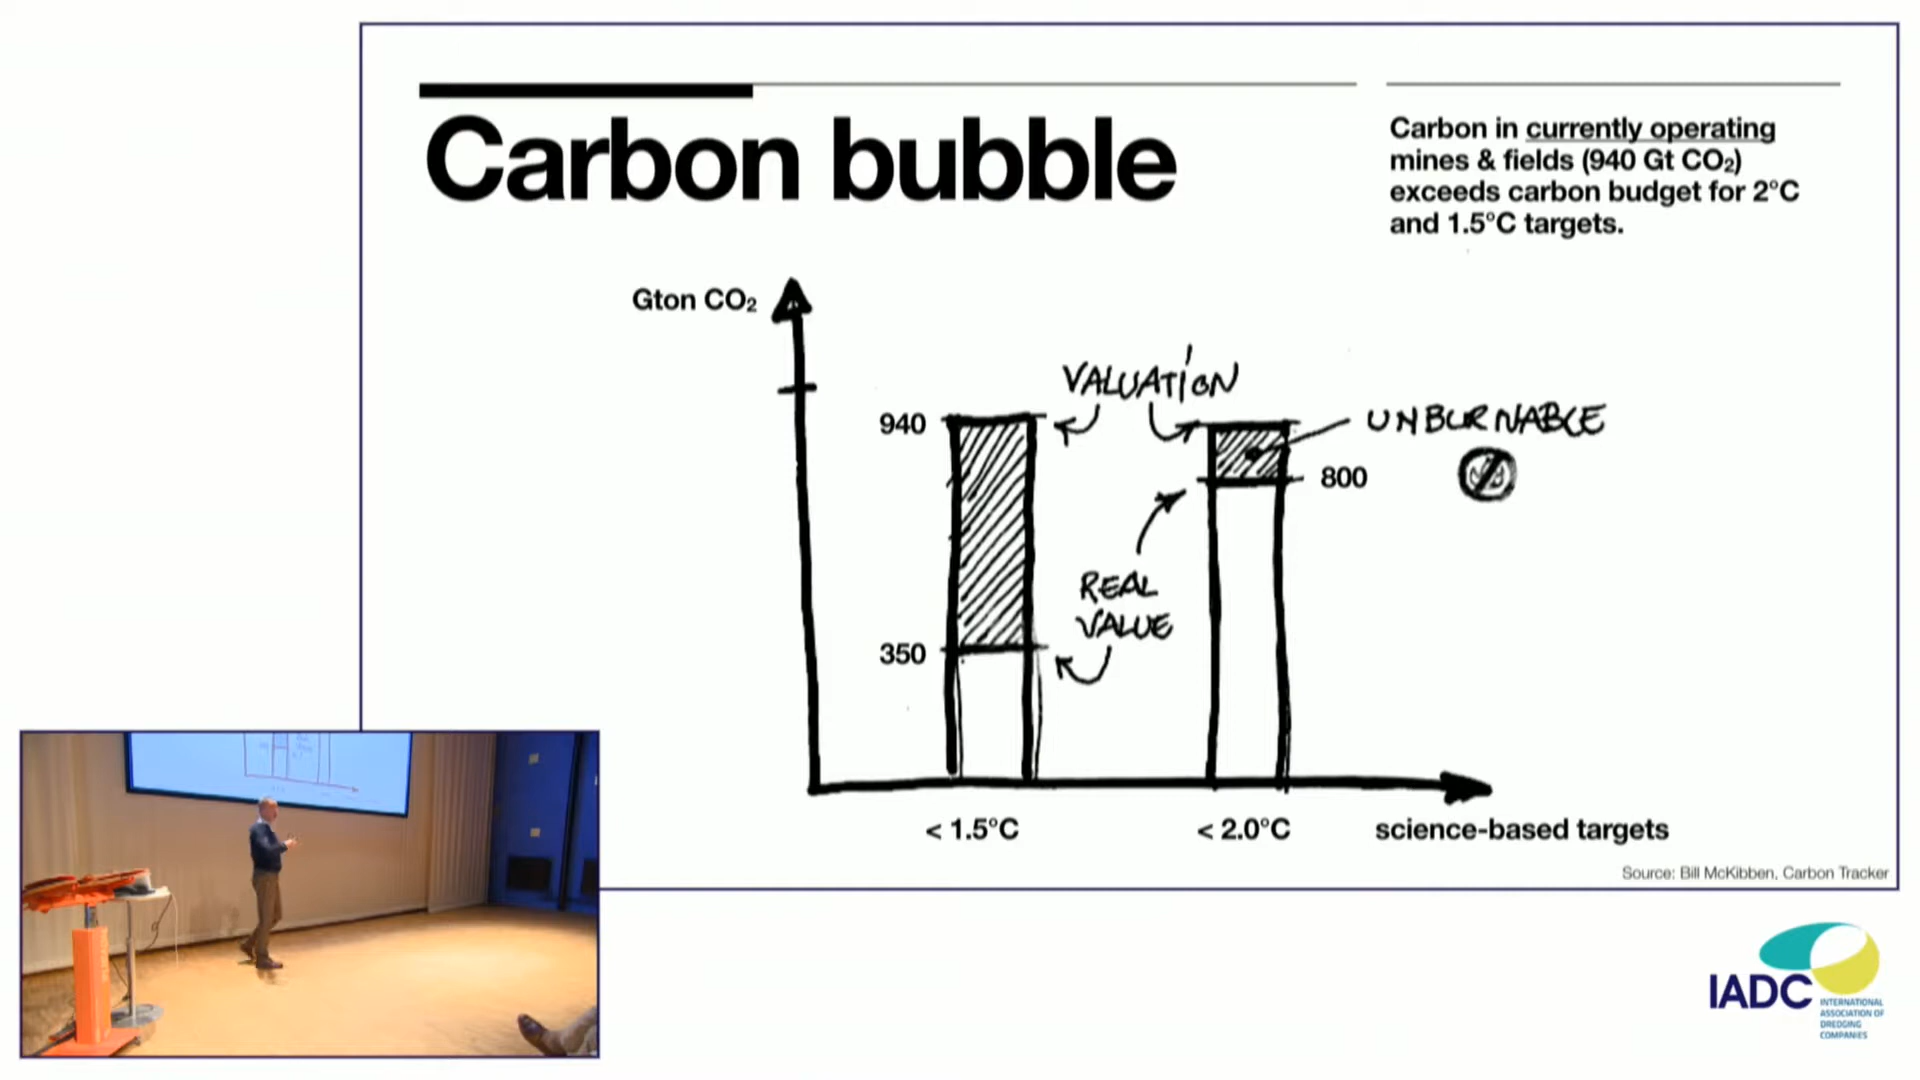 Carbon bubble
Carbon in currently operating
mines & fields (940 Gt CO₂)
exceeds carbon budget for 2°C
and 1.5°C targets.
Gton CO₂
VALUATION
940
UNBURNABLE
800
REAL
VALUE
350
< 1.5°C
< 2.0°C
science-based targets
Source: Bill McKibben, Carbon Tracker
IADC
INTERNATIONAL
ASSOCIATION OF
DREDGING
COMPANIES